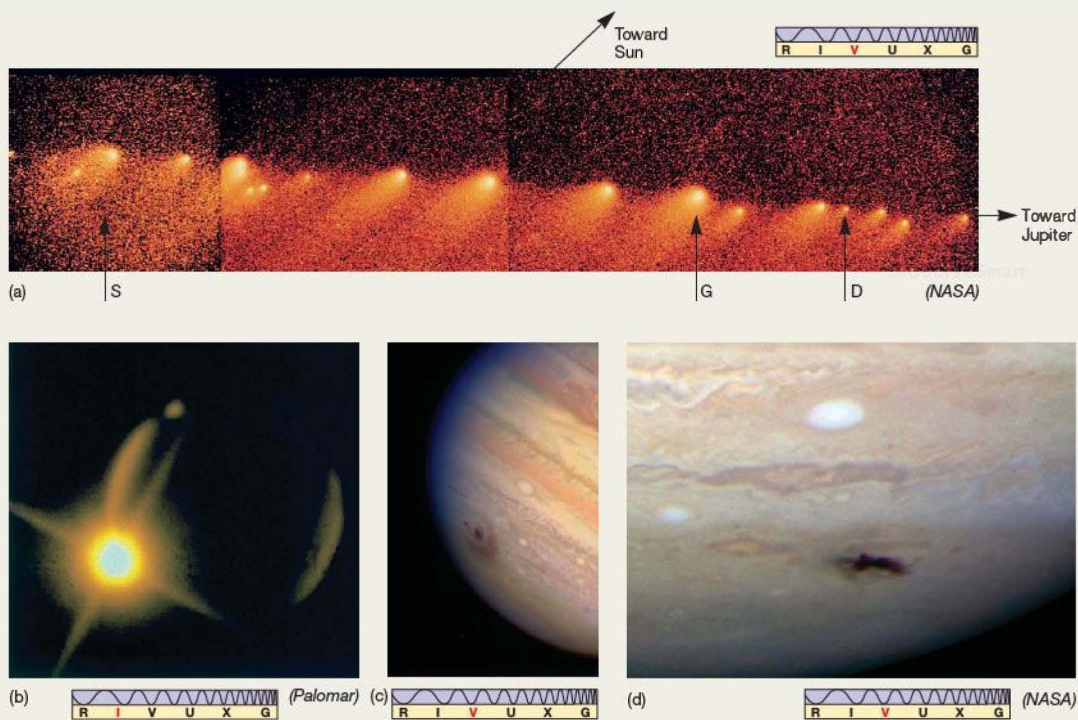 Toward
Sun
R I V U X G
Toward
Jupiter
(a)
S
G
D
(NASA)
(b)
R I V U X G
(Palomar)
(c)
R I V U X G
(d)
R I V U X G
(NASA)